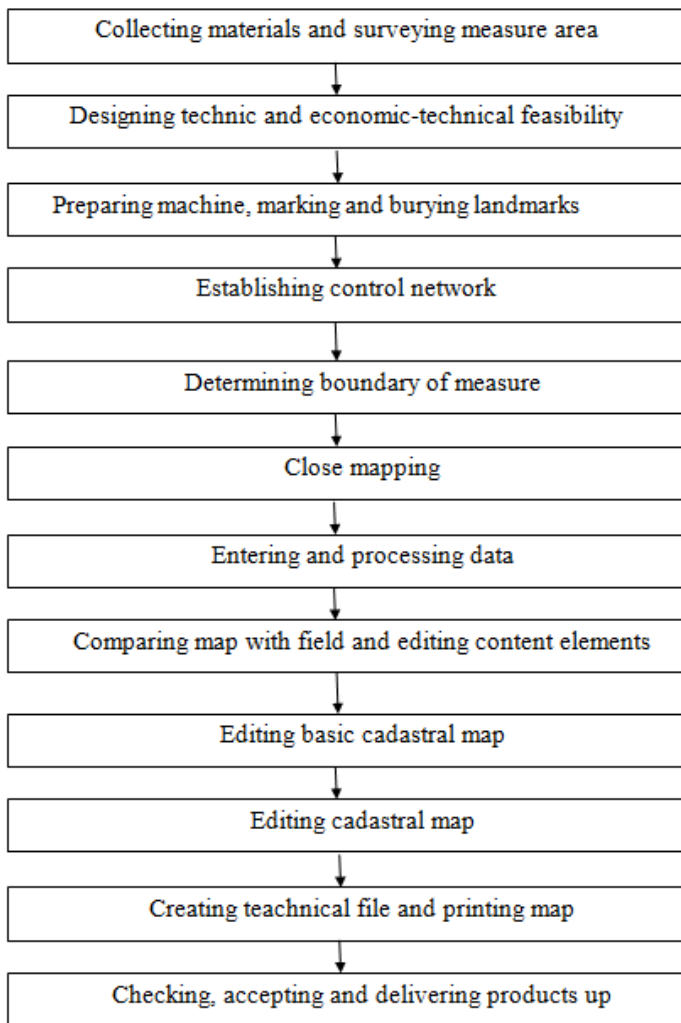 Collecting materials and surveying measure area
Designing technic and economic-technical feasibility
Preparing machine, marking and burying landmarks
Establishing control network
Determining boundary of measure
Close mapping
Entering and processing data
Comparing map with field and editing content elements
Editing basic cadastral map
Editing cadastral map
Creating teachnical file and printing map
Checking, accepting and delivering products up